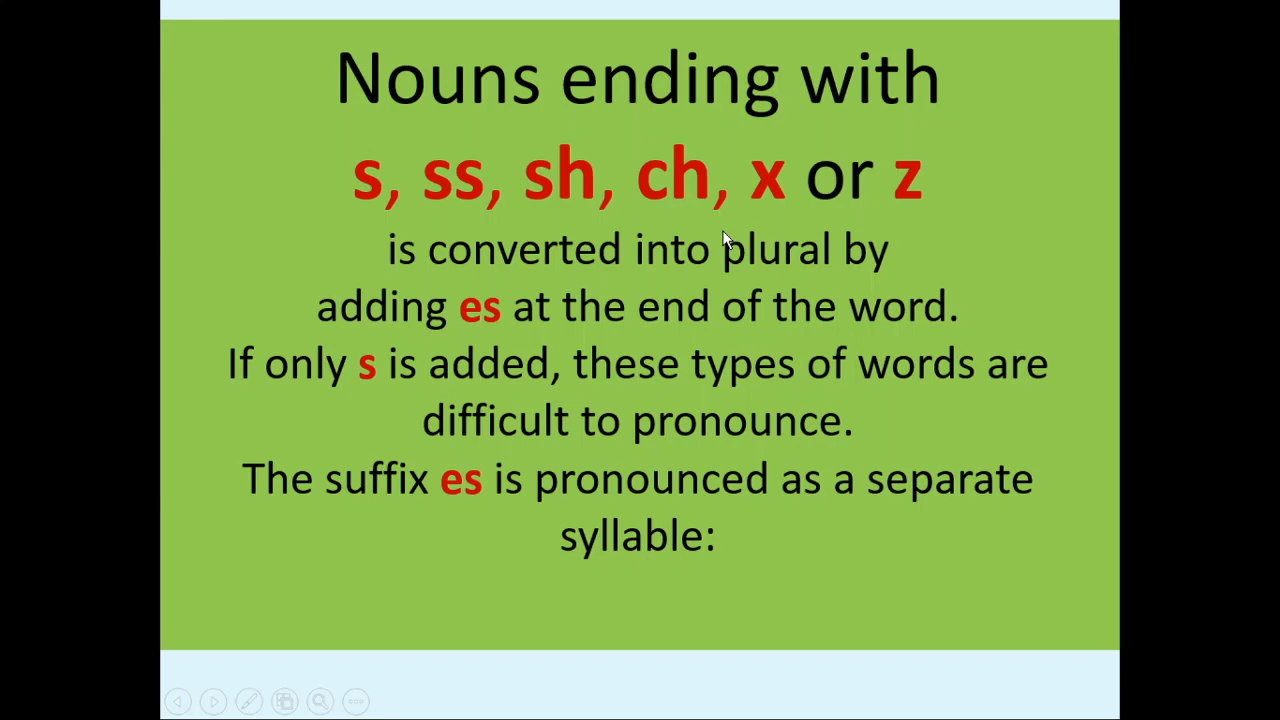 Nouns ending with
s, ss, sh, ch, x or z
is converted into plural by
adding es at the end of the word.
If only s is added, these types of words are
difficult to pronounce.
The suffix es is pronounced as a separate
syllable: